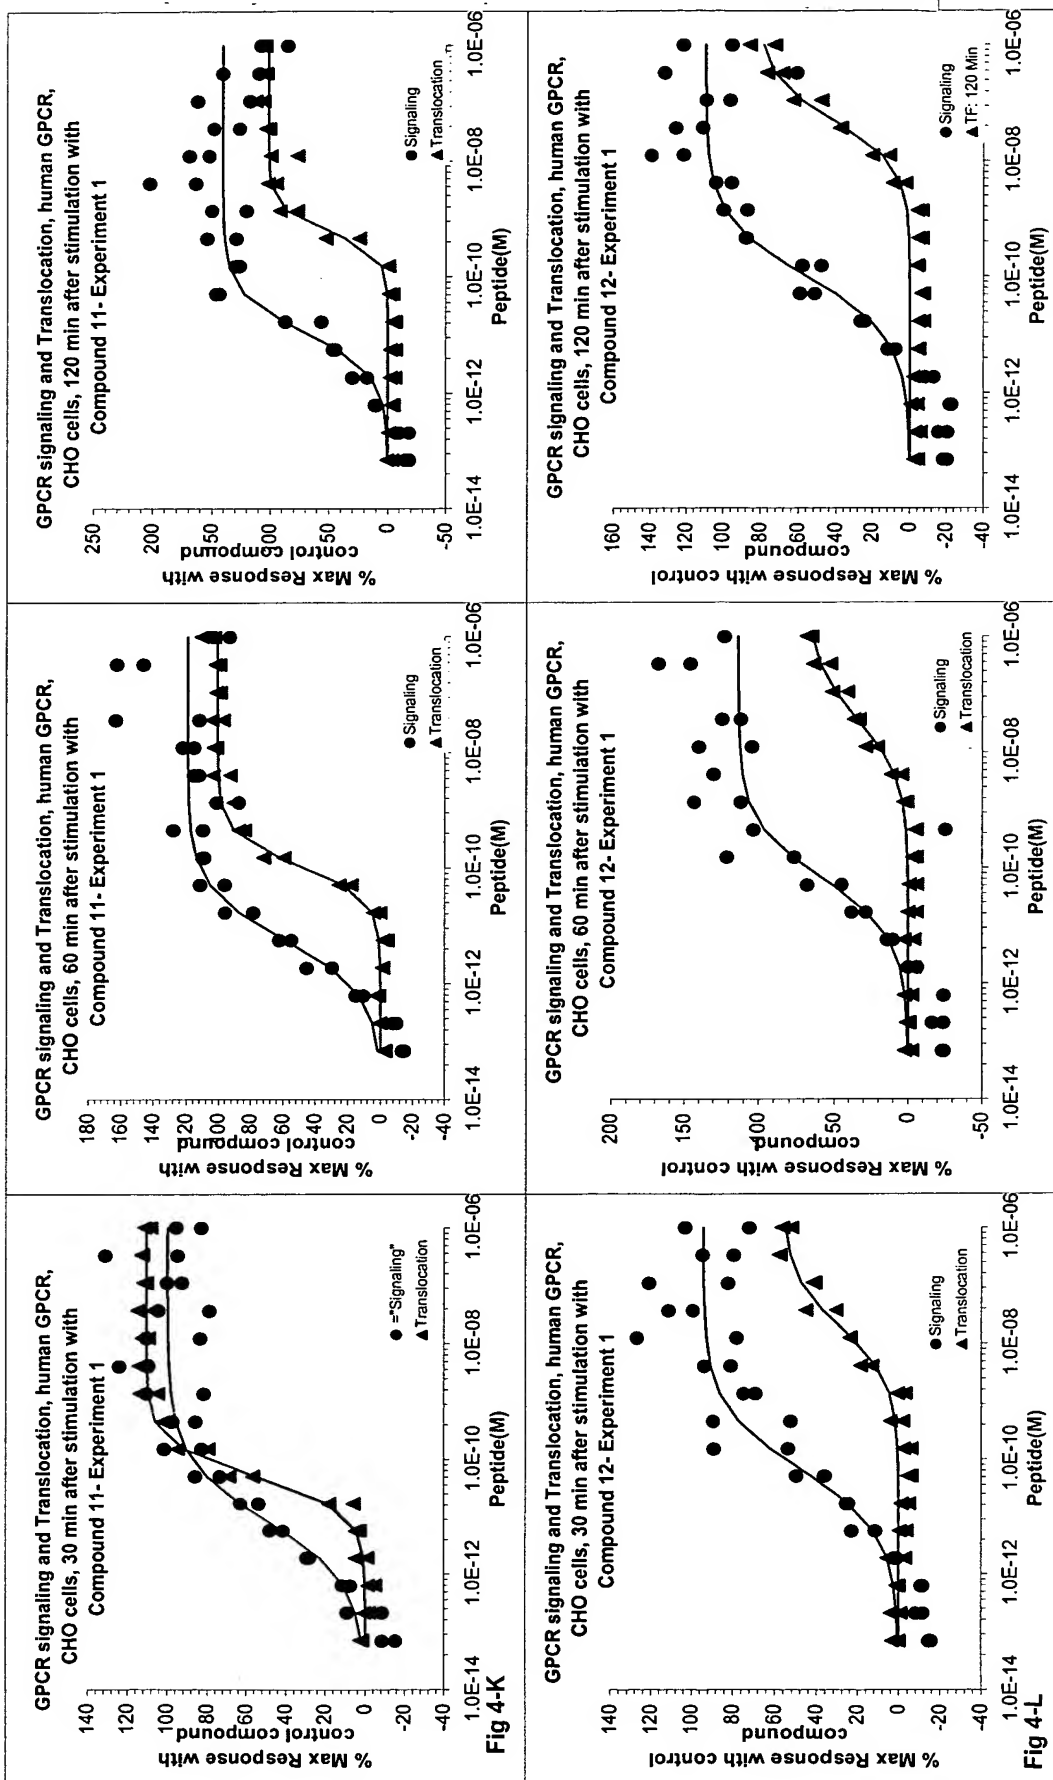 GPCR signaling and Translocation, human GPCR,
CHO cells, 30 min after stimulation with
Compound 11- Experiment 1
% Max Response with
control compound
140
120
100
80
60
40
20
0
-20
-40
1.0E-14
1.0E-12
1.0E-10
1.0E-08
1.0E-06
Peptide(M)
="Signaling"
Translocation
Fig 4-K
GPCR signaling and Translocation, human GPCR,
CHO cells, 60 min after stimulation with
Compound 11- Experiment 1
% Max Response with
control compound
180
160
140
120
100
80
60
40
20
0
-20
-40
1.0E-14
1.0E-12
1.0E-10
1.0E-08
1.0E-06
Peptide(M)
Signaling
Translocation
GPCR signaling and Translocation, human GPCR,
CHO cells, 120 min after stimulation with
Compound 11- Experiment 1
% Max Response with
control compound
250
200
150
100
50
0
-50
1.0E-14
1.0E-12
1.0E-10
1.0E-08
1.0E-06
Peptide(M)
Signaling
Translocation
GPCR signaling and Translocation, human GPCR,
CHO cells, 30 min after stimulation with
Compound 12- Experiment 1
% Max Response with control
compound
140
120
100
80
60
40
20
0
-20
-40
1.0E-14
1.0E-12
1.0E-10
1.0E-08
1.0E-06
Peptide(M)
Signaling
Translocation
Fig 4-L
GPCR signaling and Translocation, human GPCR,
CHO cells, 60 min after stimulation with
Compound 12- Experiment 1
% Max Response with control
compound
200
150
100
50
0
-50
1.0E-14
1.0E-12
1.0E-10
1.0E-08
1.0E-06
Peptide(M)
Signaling
Translocation
GPCR signaling and Translocation, human GPCR,
CHO cells, 120 min after stimulation with
Compound 12- Experiment 1
% Max Response with control
compound
160
140
120
100
80
60
40
20
0
-20
-40
1.0E-14
1.0E-12
1.0E-10
1.0E-08
1.0E-06
Peptide(M)
Signaling
TF: 120 Min